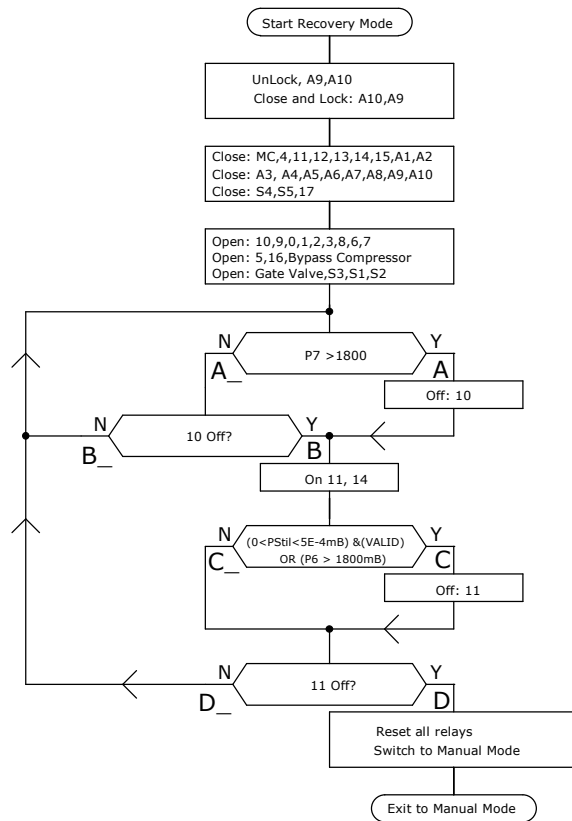 Start Recovery Mode
UnLock, A9,A10
Close and Lock: A10,A9
Close: MC,4,11,12,13,14,15,A1,A2
Close: A3, A4,A5,A6,A7,A8,A9,A10
Close: S4,S5,17
Open: 10,9,0,1,2,3,8,6,7
Open: 5,16,Bypass Compressor
Open: Gate Valve,S3,S1,S2
N
P7 >1800
Y
A_
A
Off: 10
N
10 Off?
Y
B_
B
On 11, 14
N
(0<PStil<5E-4mB) &(VALID)
OR (P6 > 1800mB)
Y
C_
C
Off: 11
N
11 Off?
Y
D_
D
Reset all relays
Switch to Manual Mode
Exit to Manual Mode